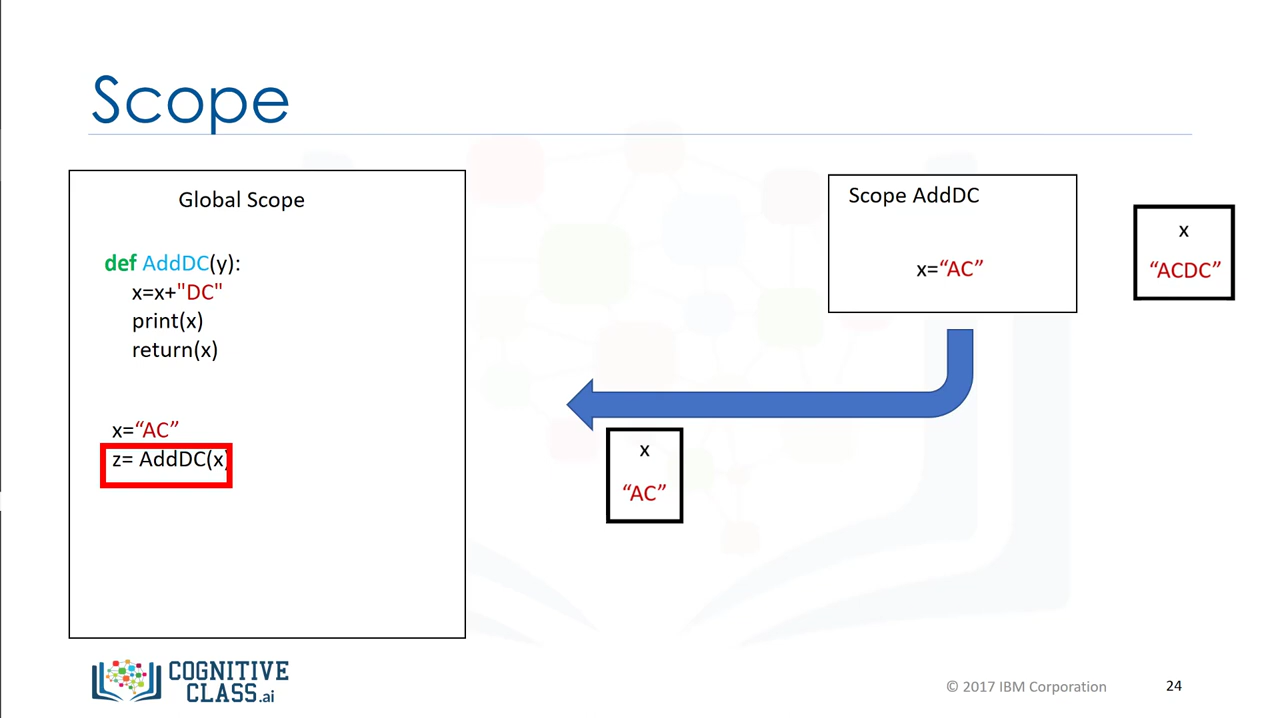 Scope
Global Scope
def AddDC(y):
x=x+"DC"
print(x)
return(x)
x=“AC”
z= AddDC(x)
Scope AddDC
x=“AC”
x
“ACDC”
x
“AC”
COGNITIVE
CLASS.ai
© 2017 IBM Corporation
24